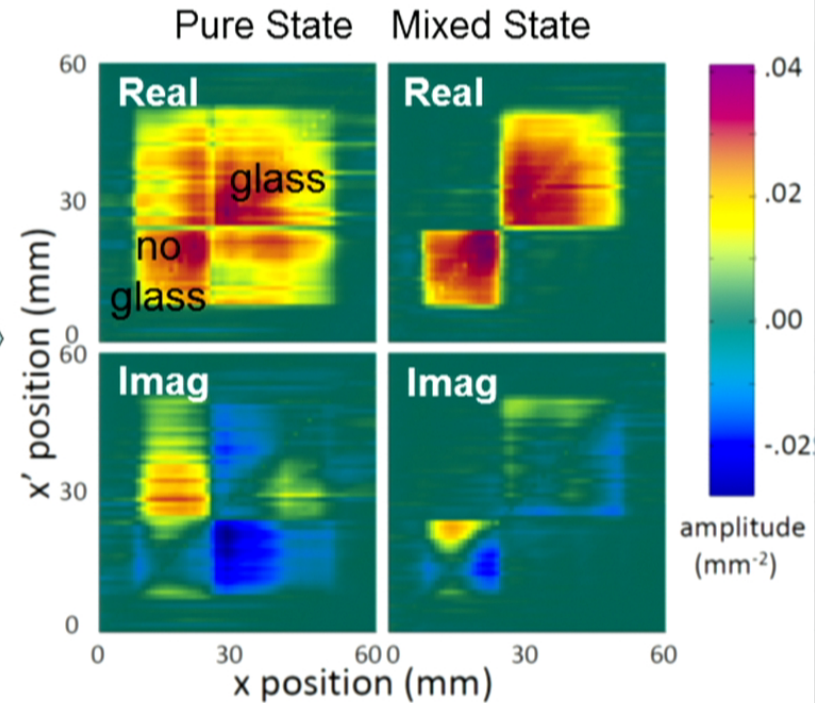 Pure State Mixed State
60
Real
Real
.04
glass
30
.02
no
glass
0
.00
60
Imag
Imag
-.02
30
amplitude
(mm-2)
0
0 30 60 0 30 60
x position (mm)
x' position (mm)